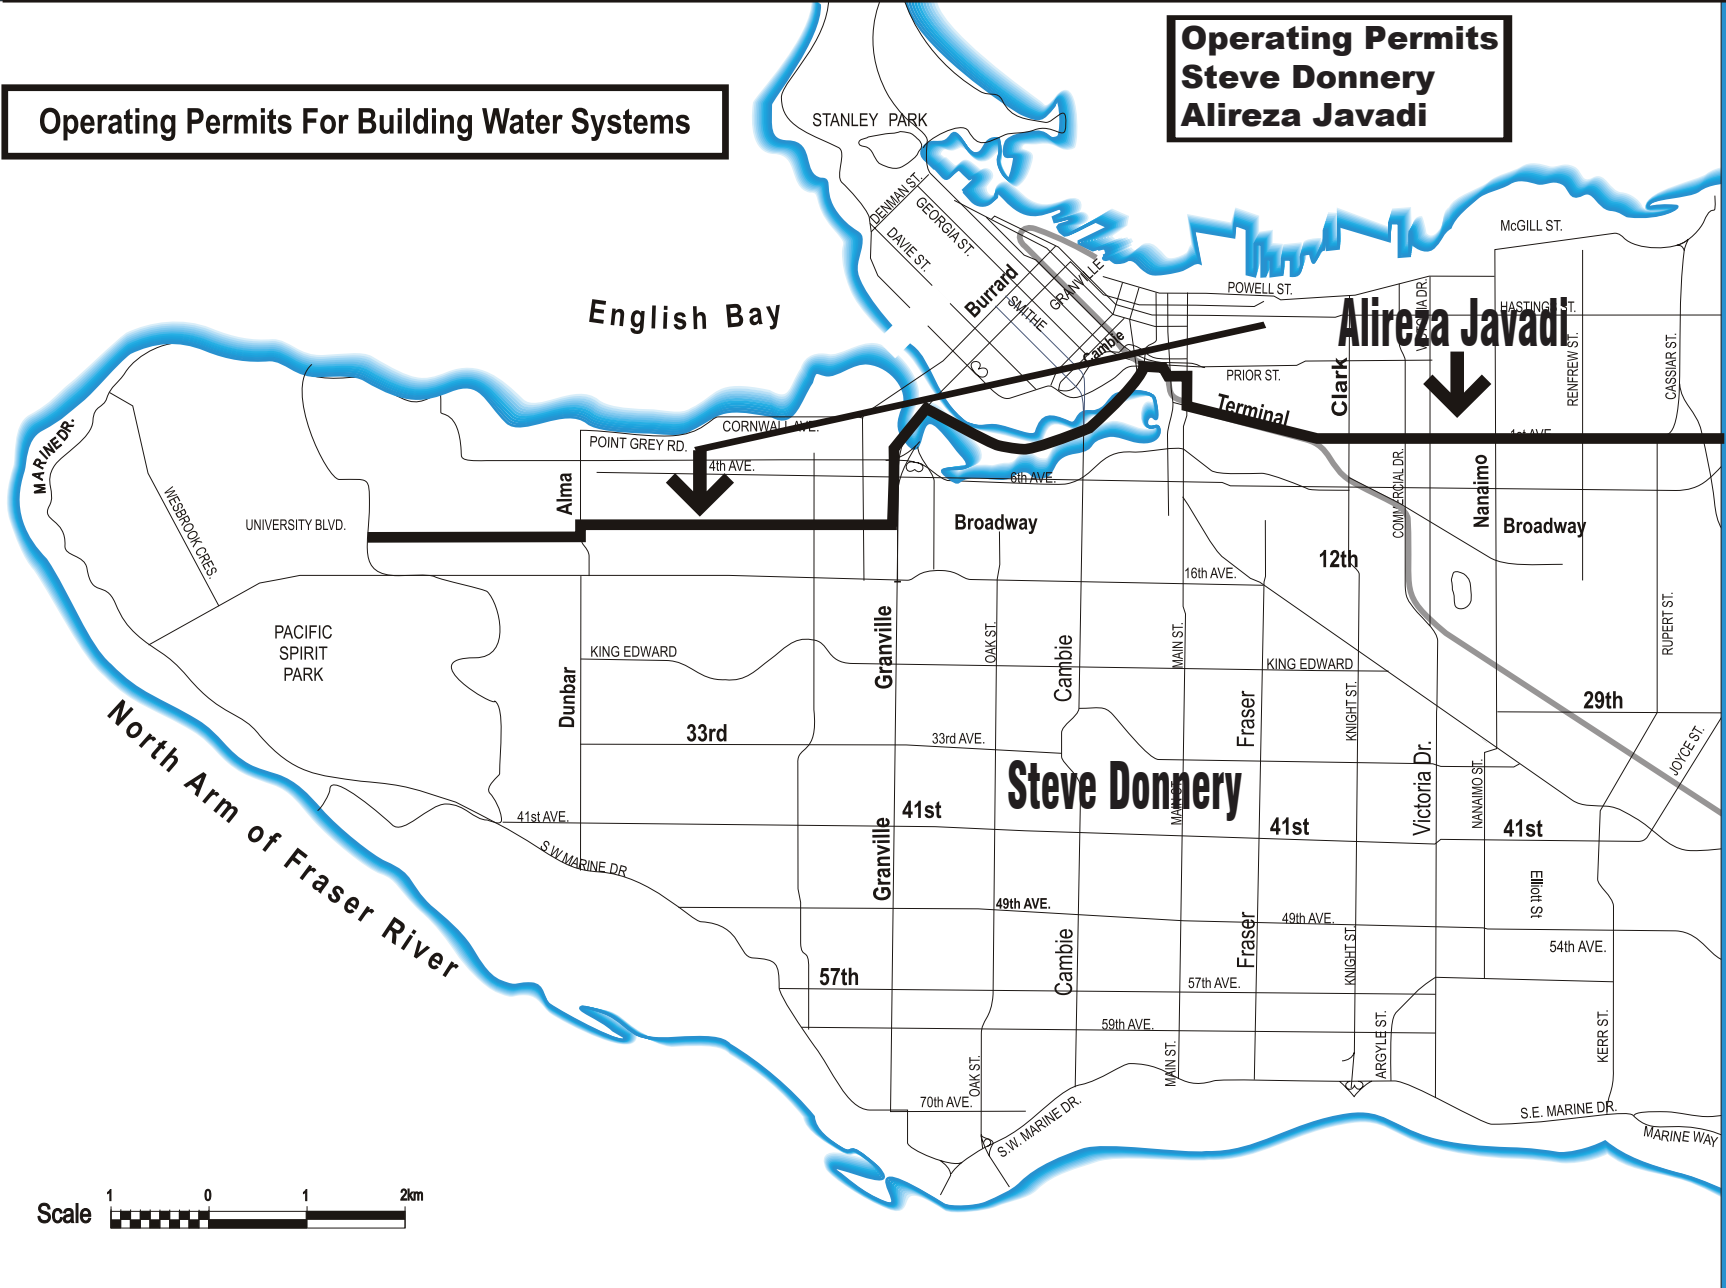 Operating Permits
Steve Donnery
Alireza Javadi
Operating Permits For Building Water Systems
STANLEY PARK
DENMAN ST.
GEORGIA ST.
DAVIE ST.
McGILL ST.
Burrard
GRANVILLE
SMITHE
POWELL ST.
VICTORIA DR.
HASTINGS ST.
English Bay
Alireza Javadi
Cambie
RENFREW ST.
CASSIAR ST.
PRIOR ST.
Clark
Terminal
CORNWALL AVE.
POINT GREY RD.
1st AVE.
MARINE DR.
4th AVE.
6th AVE.
Alma
WESBROOK CRES.
UNIVERSITY BLVD.
Broadway
COMMERCIAL DR.
Nanaimo
Broadway
12th
16th AVE.
PACIFIC
SPIRIT
PARK
Granville
OAK ST.
Cambie
MAIN ST.
KING EDWARD
KING EDWARD
RUPERT ST.
Dunbar
Fraser
KNIGHT ST.
29th
33rd
33rd AVE.
JOYCE ST.
North Arm of Fraser River
Steve Donnery
MAIN ST.
Victoria Dr.
NANAIMO ST.
41st AVE.
41st
41st
41st
Granville
S.W MARINE DR
Elliott St
49th AVE.
49th AVE.
Cambie
Fraser
KNIGHT ST.
54th AVE.
57th
57th AVE.
59th AVE.
MAIN ST.
ARGYLE ST.
KERR ST.
OAK ST.
70th AVE.
S.W. MARINE DR.
S.E. MARINE DR.
MARINE WAY
1 0 1 2km
Scale